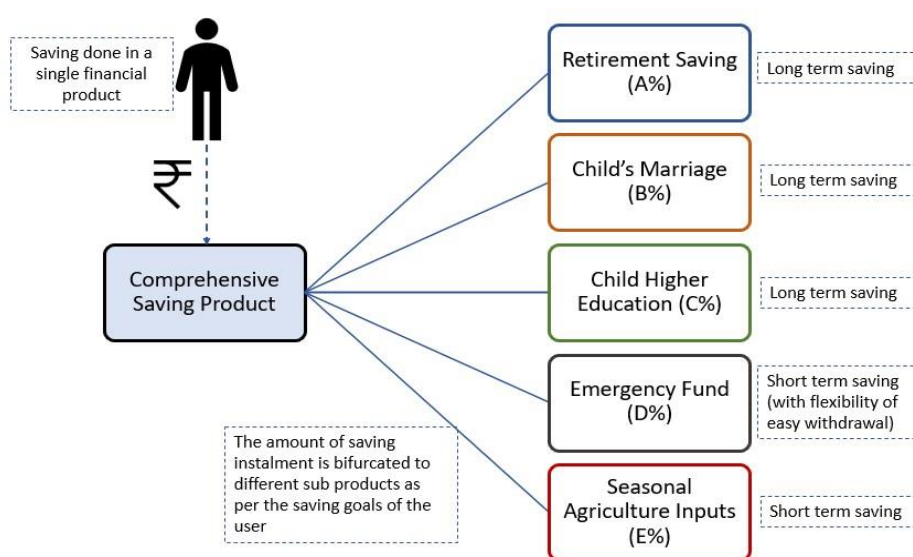 Saving done in a
single financial
product
₹
Comprehensive
Saving Product
The amount of saving
instalment is bifurcated to
different sub products as
per the saving goals of the
user
Retirement Saving
(A%)
Long term saving
Child's Marriage
(B%)
Long term saving
Child Higher
Education (C%)
Long term saving
Emergency Fund
(D%)
Short term saving
(with flexibility of
easy withdrawal)
Seasonal
Agriculture Inputs
(E%)
Short term saving